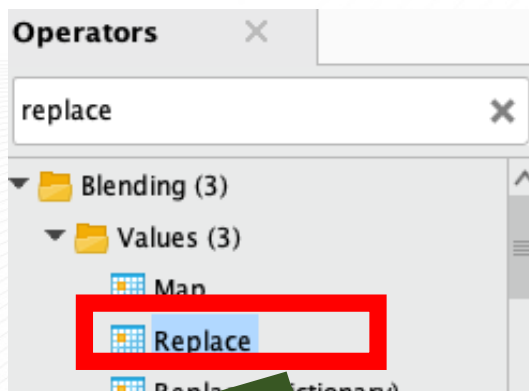 Operators
replace
Blending (3)
Values (3)
Map
Replace